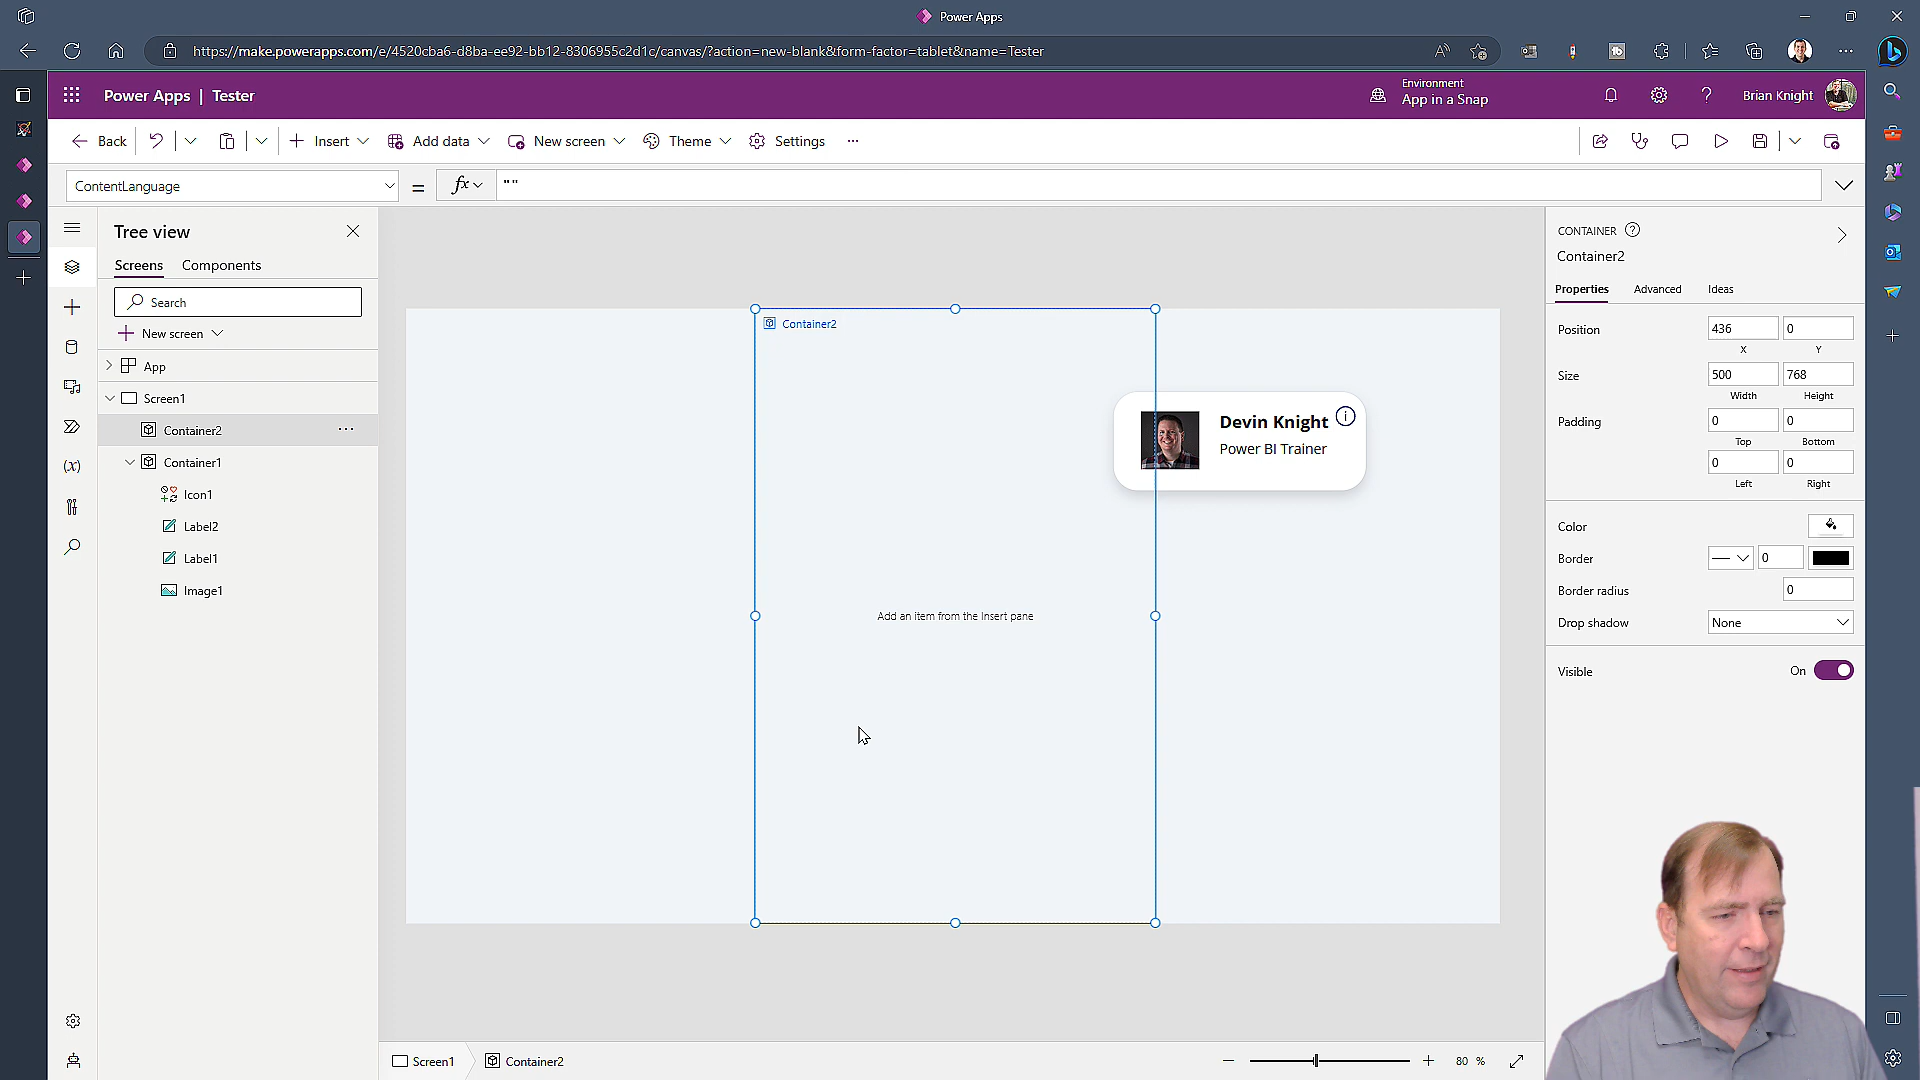 Power Apps
https://make.powerapps.com/e/4520cba6-d8ba-ee92-bb12-8306955c2d1c/canvas/?action=new-blank&form-factor=tablet&name=Tester
Power Apps | Tester
Environment
App in a Snap
Brian Knight
Back
Insert
Add data
New screen
Theme
Settings
ContentLanguage
=
fx
""
Tree view
Screens
Components
Search
New screen
App
Screen1
Container2
Container1
Icon1
Label2
Label1
Image1
Container2
Devin Knight
Power BI Trainer
Add an item from the Insert pane
CONTAINER
Container2
Properties
Advanced
Ideas
Position
436
0
X
Y
Size
500
768
Width
Height
Padding
0
0
Top
Bottom
0
0
Left
Right
Color
Border
0
Border radius
0
Drop shadow
None
Visible
On
Screen1
Container2
80 %